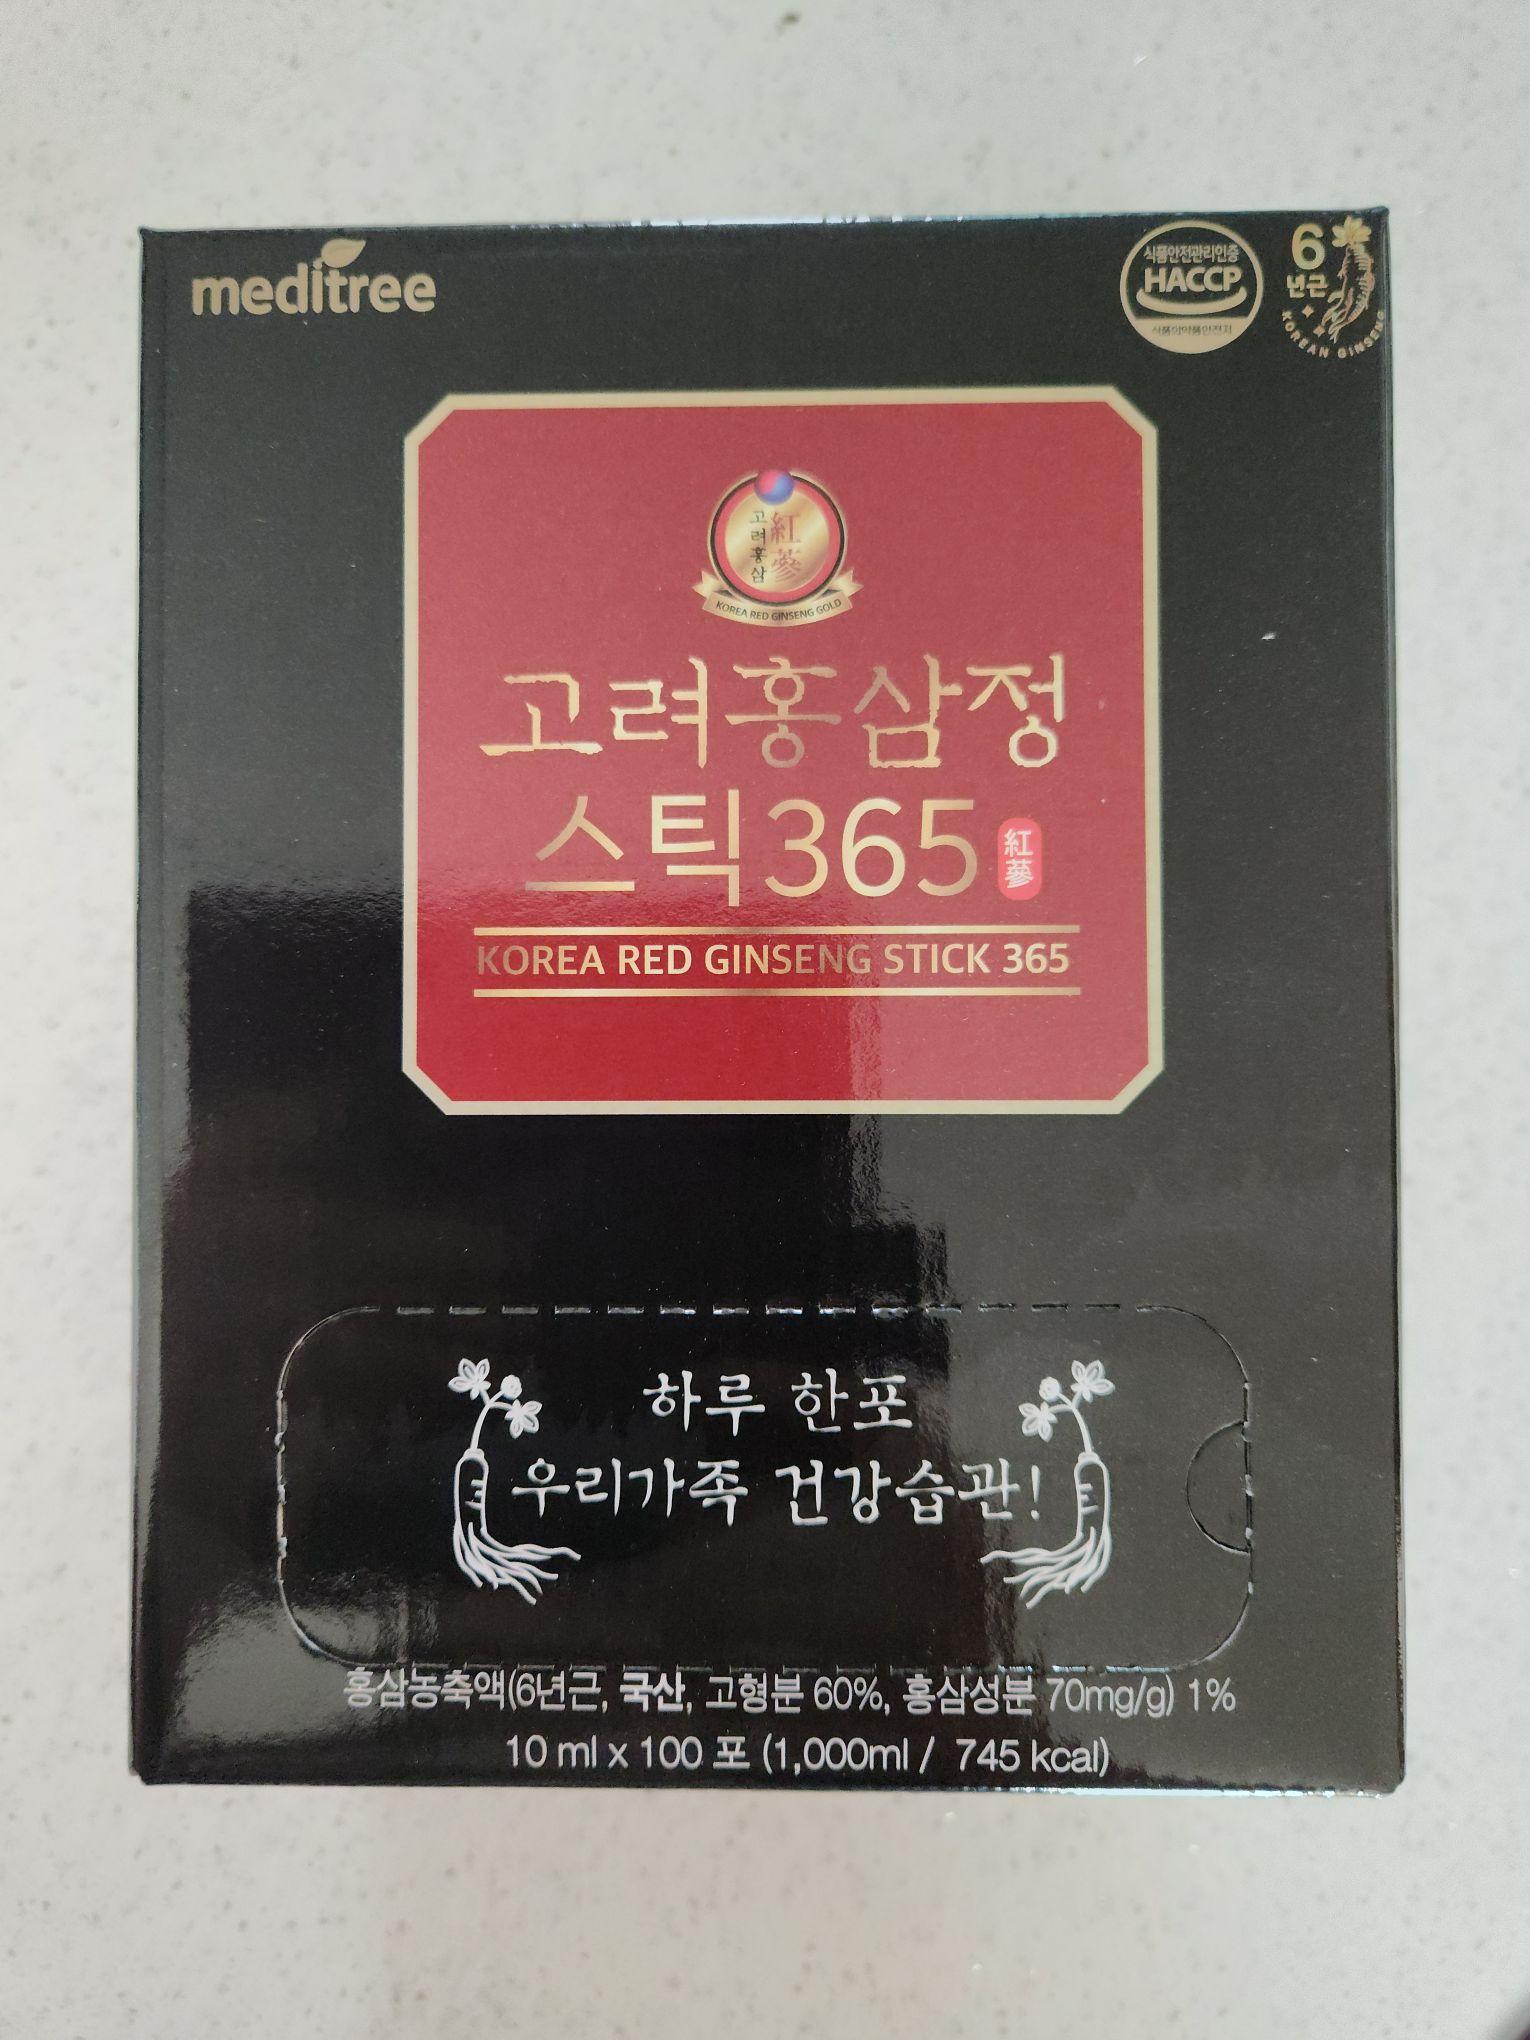 meditree
식품안전관리인증
HACCP
식품의약품안전처
6
년근
KOREAN GINSENG
고려홍삼
紅蔘
KOREA RED GINSENG GOLD
고려홍삼정
스틱365
紅蔘
KOREA RED GINSENG STICK 365
하루 한포
우리가족 건강습관!
홍삼농축액(6년근, 국산, 고형분 60%, 홍삼성분 70mg/g) 1%
10 ml x 100 포 (1,000ml / 745 kcal)